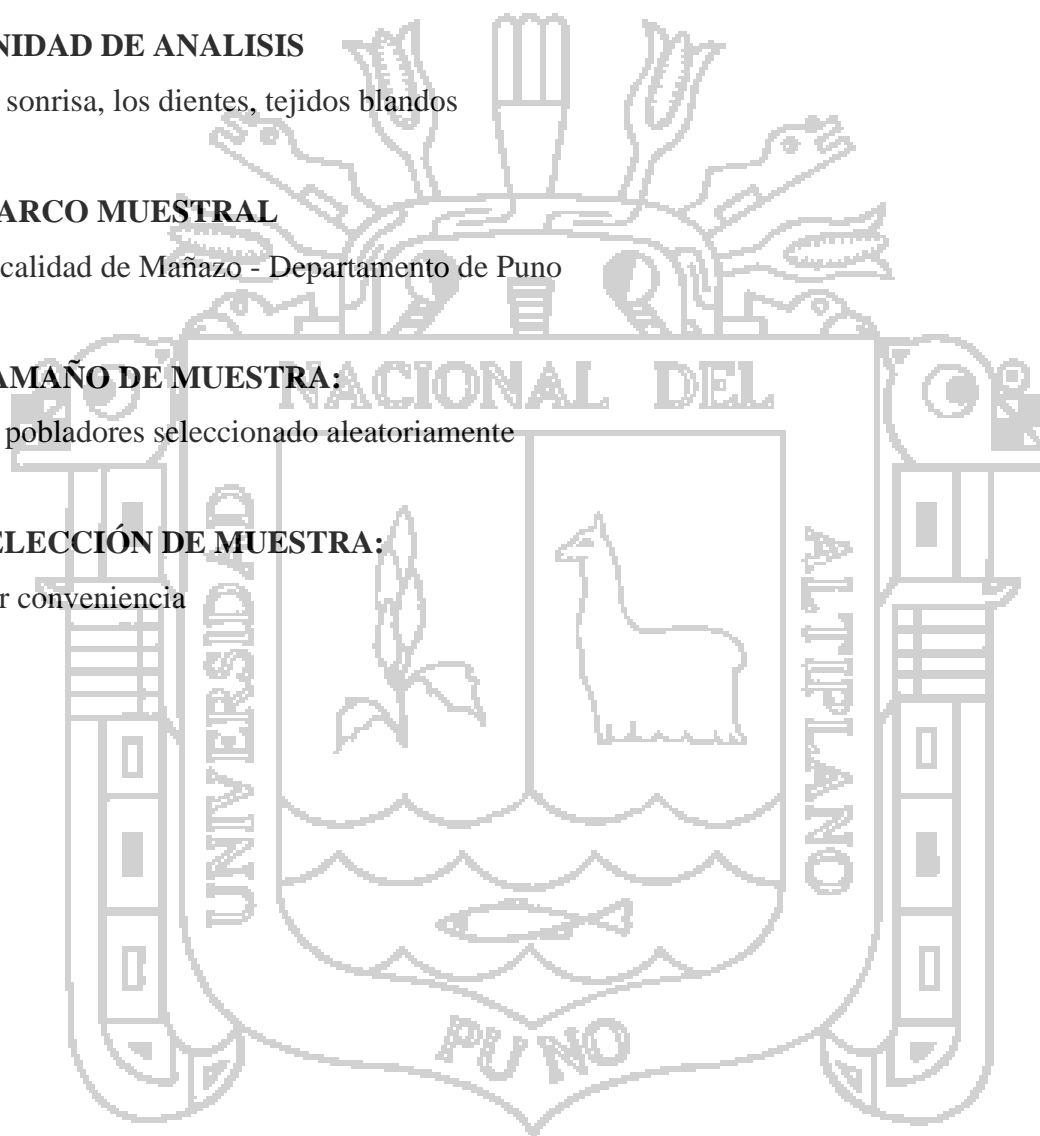 NIDAD DE ANALISIS
sonrisa, los dientes, tejidos blandos
ARCO MUESTRAL
calidad de Mañazo - Departamento de Puno
AMAÑO DE MUESTRA:
pobladores seleccionado aleatoriamente
ELECCIÓN DE MUESTRA:
r conveniencia
NACIONAL DEL
UNIVERSIDAD
ALTIPLANO
PUNO